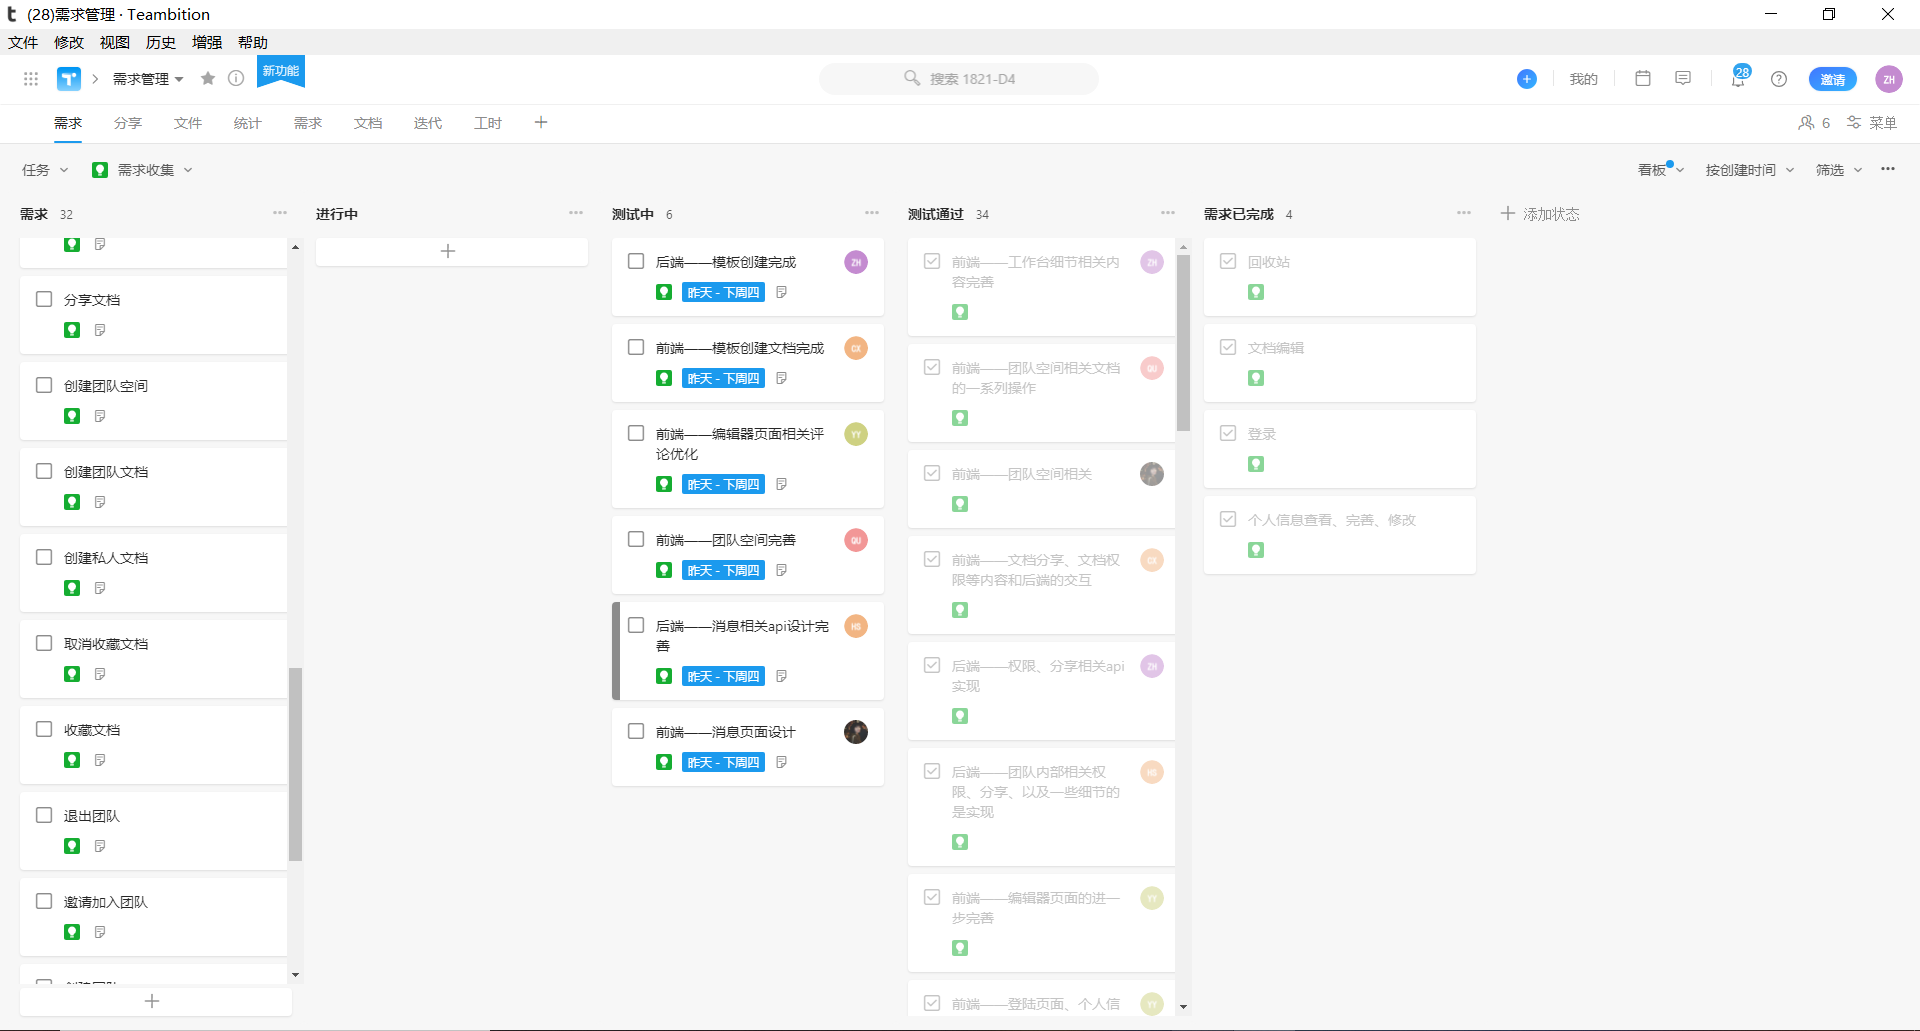 (28)需求管理 · Teambition
文件 修改 视图 历史 增强 帮助
需求管理
新功能
搜索 1821-D4
我的
28
邀请
ZH
需求 分享 文件 统计 需求 文档 迭代 工时
6 菜单
任务 需求收集
看板 按创建时间 筛选
需求 32
分享文档
创建团队空间
创建团队文档
创建私人文档
取消收藏文档
收藏文档
退出团队
邀请加入团队
进行中
测试中 6
后端——模板创建完成
ZH
昨天 - 下周四
前端——模板创建文档完成
CX
昨天 - 下周四
前端——编辑器页面相关评
论优化
YY
昨天 - 下周四
前端——团队空间完善
QU
昨天 - 下周四
后端——消息相关api设计完
善
HS
昨天 - 下周四
前端——消息页面设计
昨天 - 下周四
测试通过 34
前端——工作台细节相关内
容完善
ZH
前端——团队空间相关文档
的一系列操作
QU
前端——团队空间相关
前端——文档分享、文档权
限等内容和后端的交互
CX
后端——权限、分享相关api
实现
ZH
后端——团队内部相关权
限、分享、以及一些细节的
是实现
HS
前端——编辑器页面的进一
步完善
YY
前端——登陆页面、个人信
YY
需求已完成 4
回收站
文档编辑
登录
个人信息查看、完善、修改
添加状态